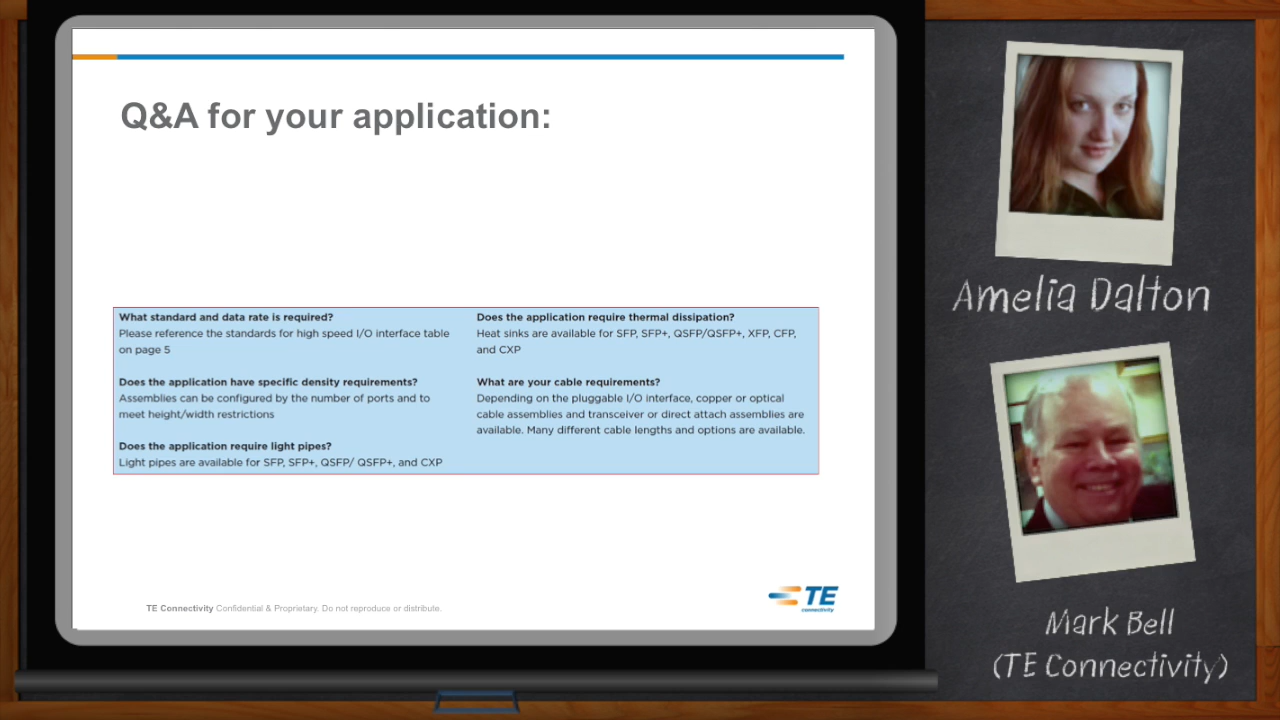 Q&A for your application:
What standard and data rate is required?
Please reference the standards for high speed I/O interface table
on page 5
Does the application have specific density requirements?
Assemblies can be configured by the number of ports and to
meet height/width restrictions
Does the application require light pipes?
Light pipes are available for SFP, SFP+, QSFP/ QSFP+, and CXP
Does the application require thermal dissipation?
Heat sinks are available for SFP, SFP+, QSFP/QSFP+, XFP, CFP,
and CXP
What are your cable requirements?
Depending on the pluggable I/O interface, copper or optical
cable assemblies and transceiver or direct attach assemblies are
available. Many different cable lengths and options are available.
TE Connectivity Confidential & Proprietary. Do not reproduce or distribute.
TE
connectivity
Amelia Dalton
Mark Bell
(TE Connectivity)